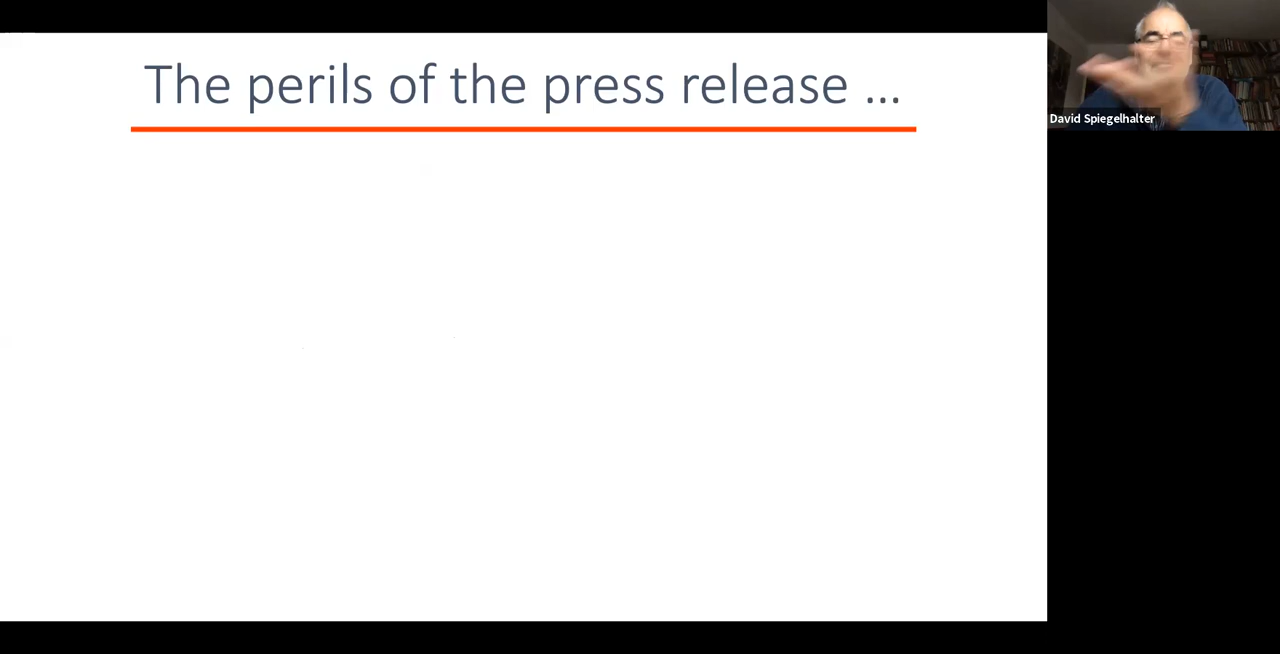 The perils of the press release ...
David Spiegelhalter